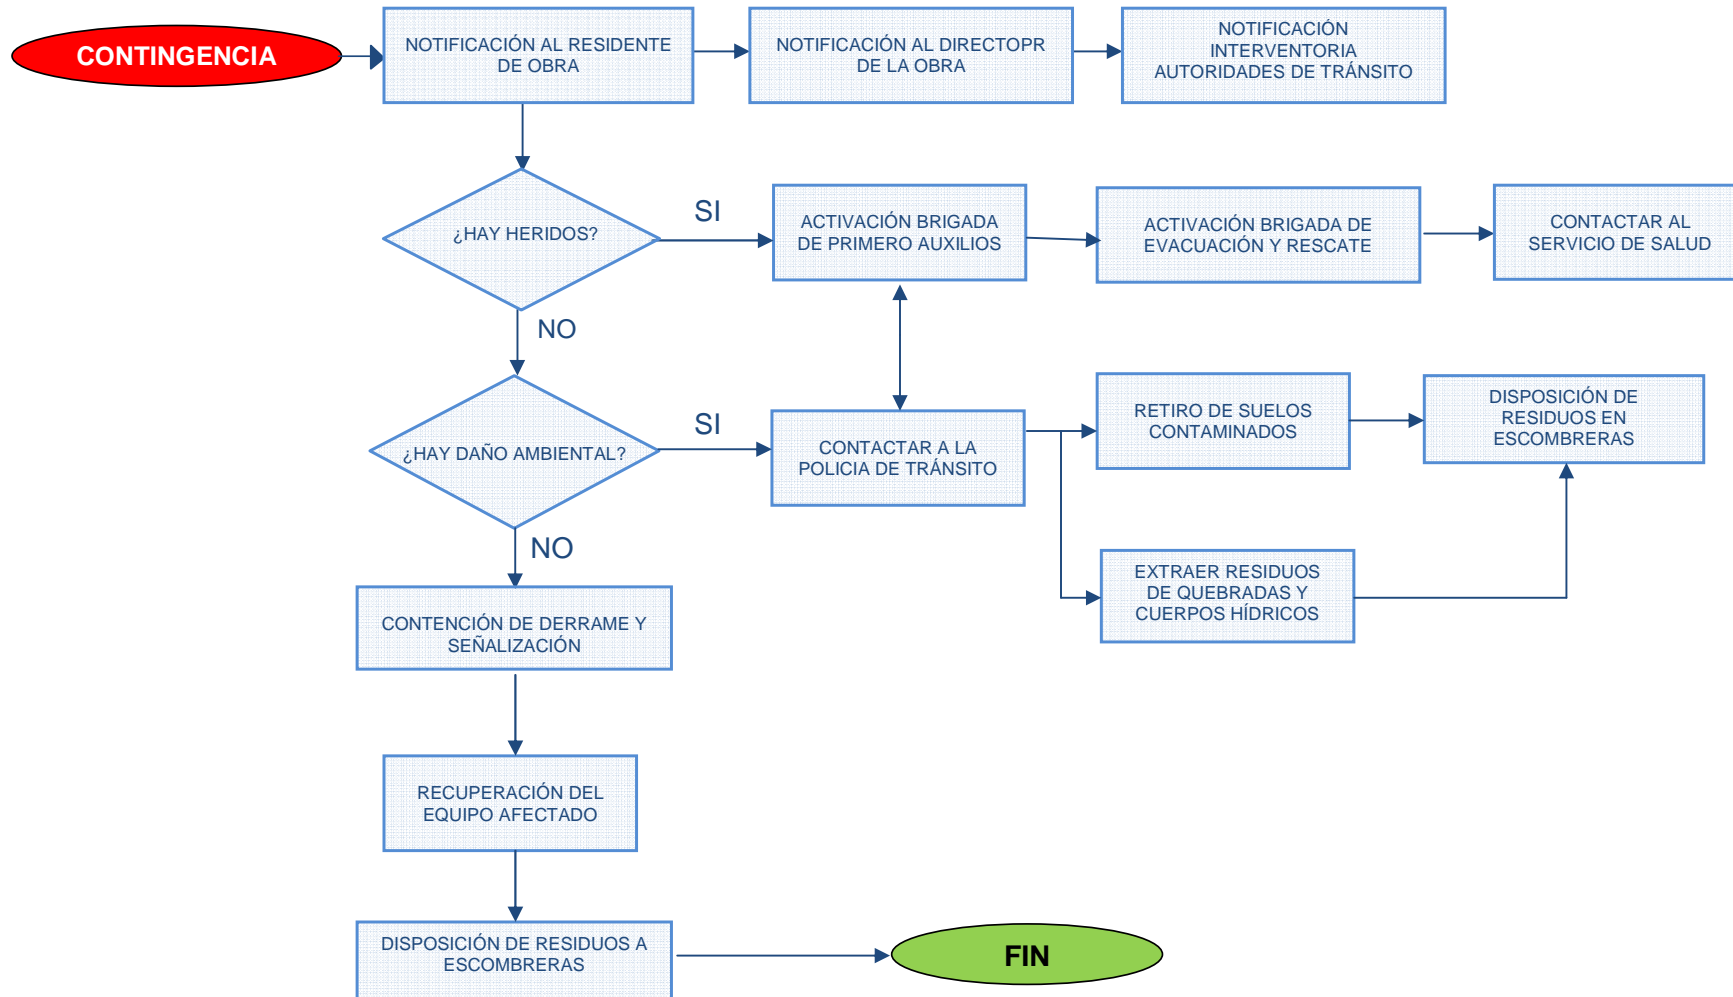 CONTINGENCIA
NOTIFICACIÓN AL RESIDENTE
DE OBRA
NOTIFICACIÓN AL DIRECTOPR
DE LA OBRA
NOTIFICACIÓN
INTERVENTORIA
AUTORIDADES DE TRÁNSITO
¿HAY HERIDOS?
SI
ACTIVACIÓN BRIGADA
DE PRIMERO AUXILIOS
ACTIVACIÓN BRIGADA DE
EVACUACIÓN Y RESCATE
CONTACTAR AL
SERVICIO DE SALUD
NO
¿HAY DAÑO AMBIENTAL?
SI
CONTACTAR A LA
POLICIA DE TRÁNSITO
RETIRO DE SUELOS
CONTAMINADOS
DISPOSICIÓN DE
RESIDUOS EN
ESCOMBRERAS
NO
EXTRAER RESIDUOS
DE QUEBRADAS Y
CUERPOS HÍDRICOS
CONTENCIÓN DE DERRAME Y
SEÑALIZACIÓN
RECUPERACIÓN DEL
EQUIPO AFECTADO
DISPOSICIÓN DE RESIDUOS A
ESCOMBRERAS
FIN